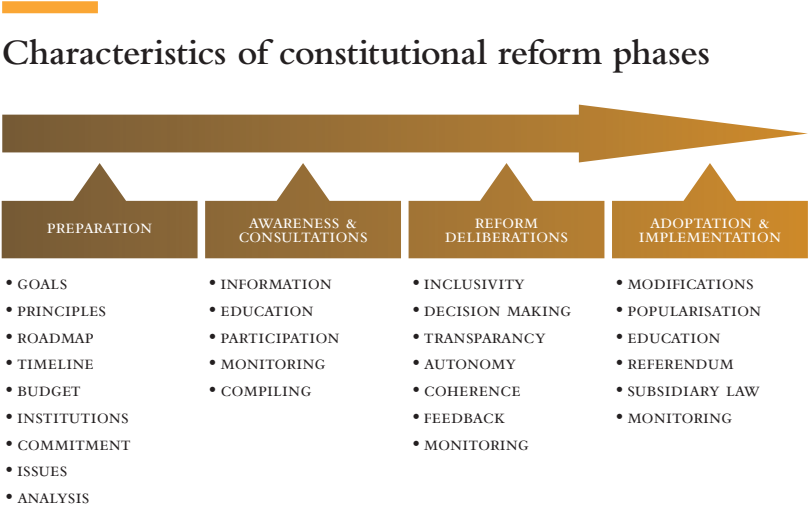 Characteristics of constitutional reform phases
PREPARATION
AWARENESS &
CONSULTATIONS
REFORM
DELIBERATIONS
ADOPTATION &
IMPLEMENTATION
• GOALS
• PRINCIPLES
• ROADMAP
• TIMELINE
• BUDGET
• INSTITUTIONS
• COMMITMENT
• ISSUES
• ANALYSIS
• INFORMATION
• EDUCATION
• PARTICIPATION
• MONITORING
• COMPILING
• INCLUSIVITY
• DECISION MAKING
• TRANSPARANCY
• AUTONOMY
• COHERENCE
• FEEDBACK
• MONITORING
• MODIFICATIONS
• POPULARISATION
• EDUCATION
• REFERENDUM
• SUBSIDIARY LAW
• MONITORING